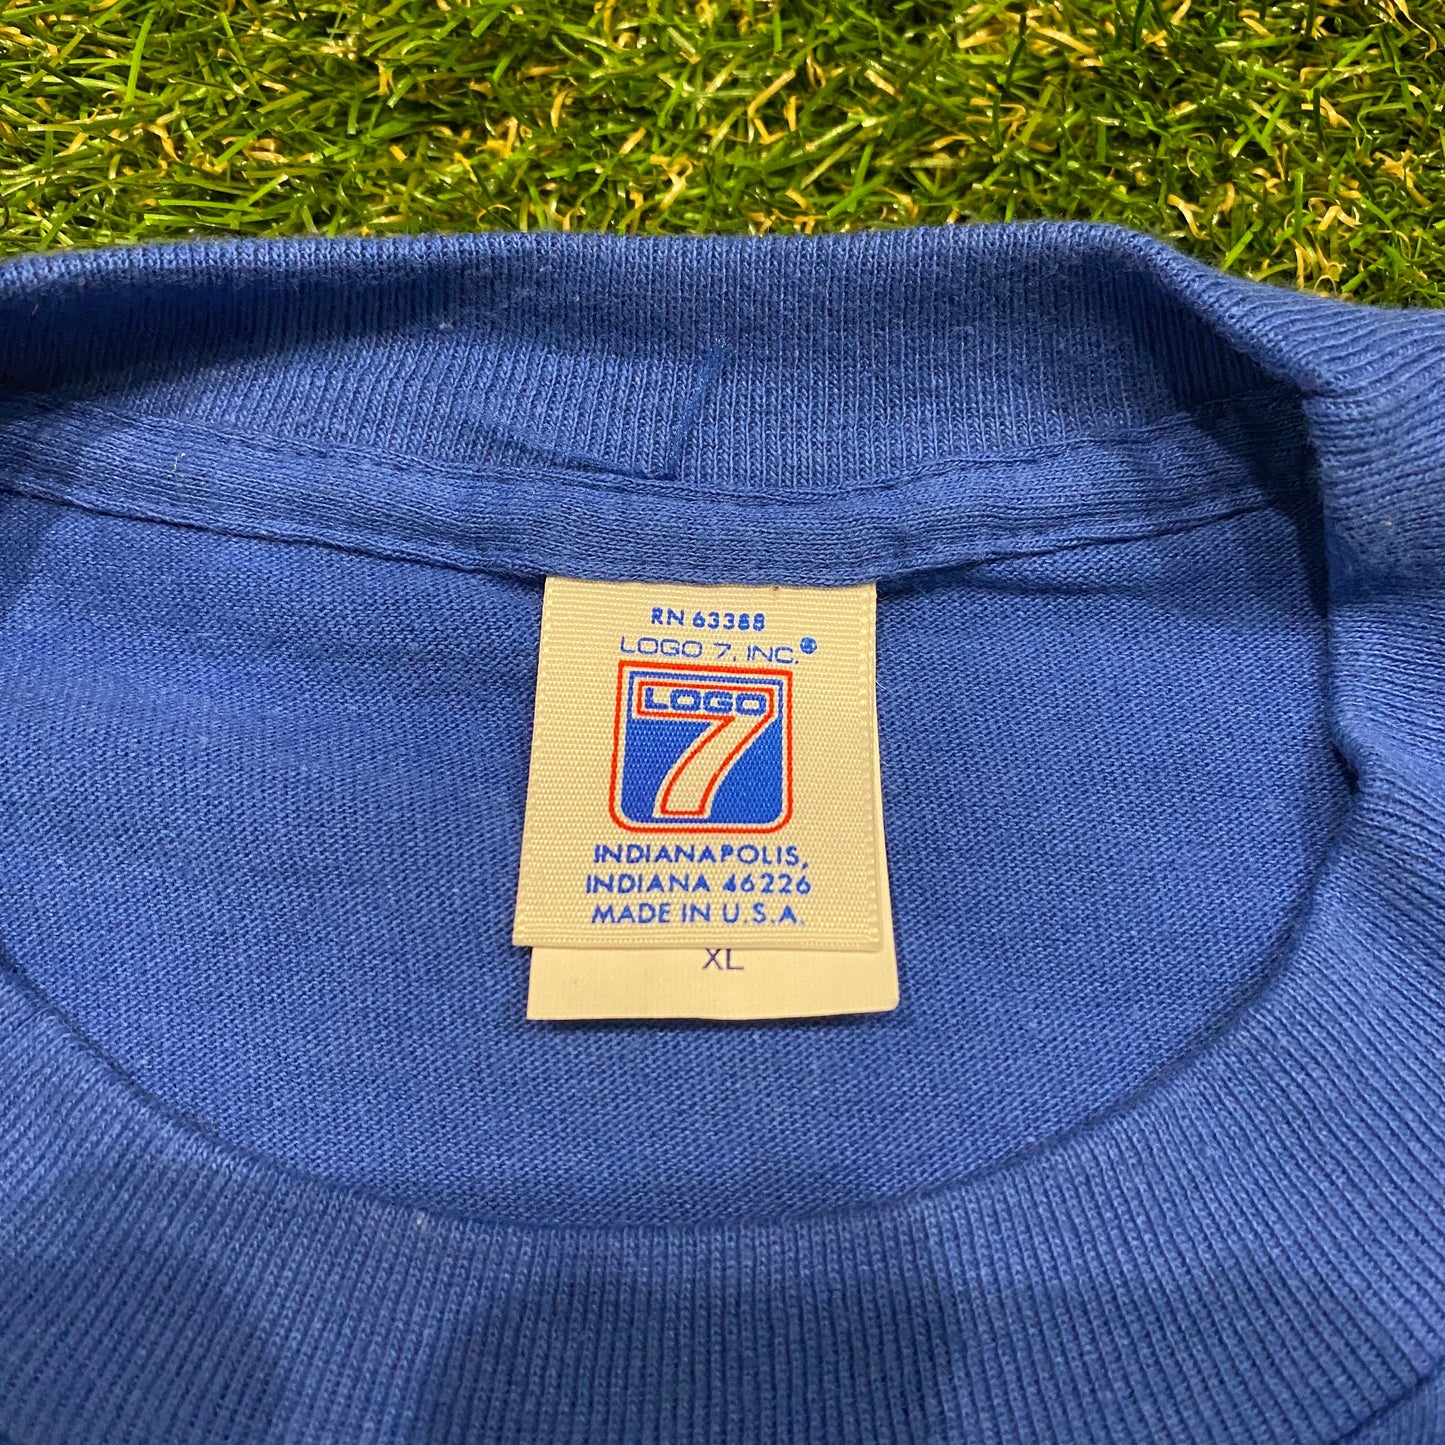 RN 63388
LOGO 7, INC.®
LOGO
7
INDIANAPOLIS,
INDIANA 46226
MADE IN U.S.A.
XL